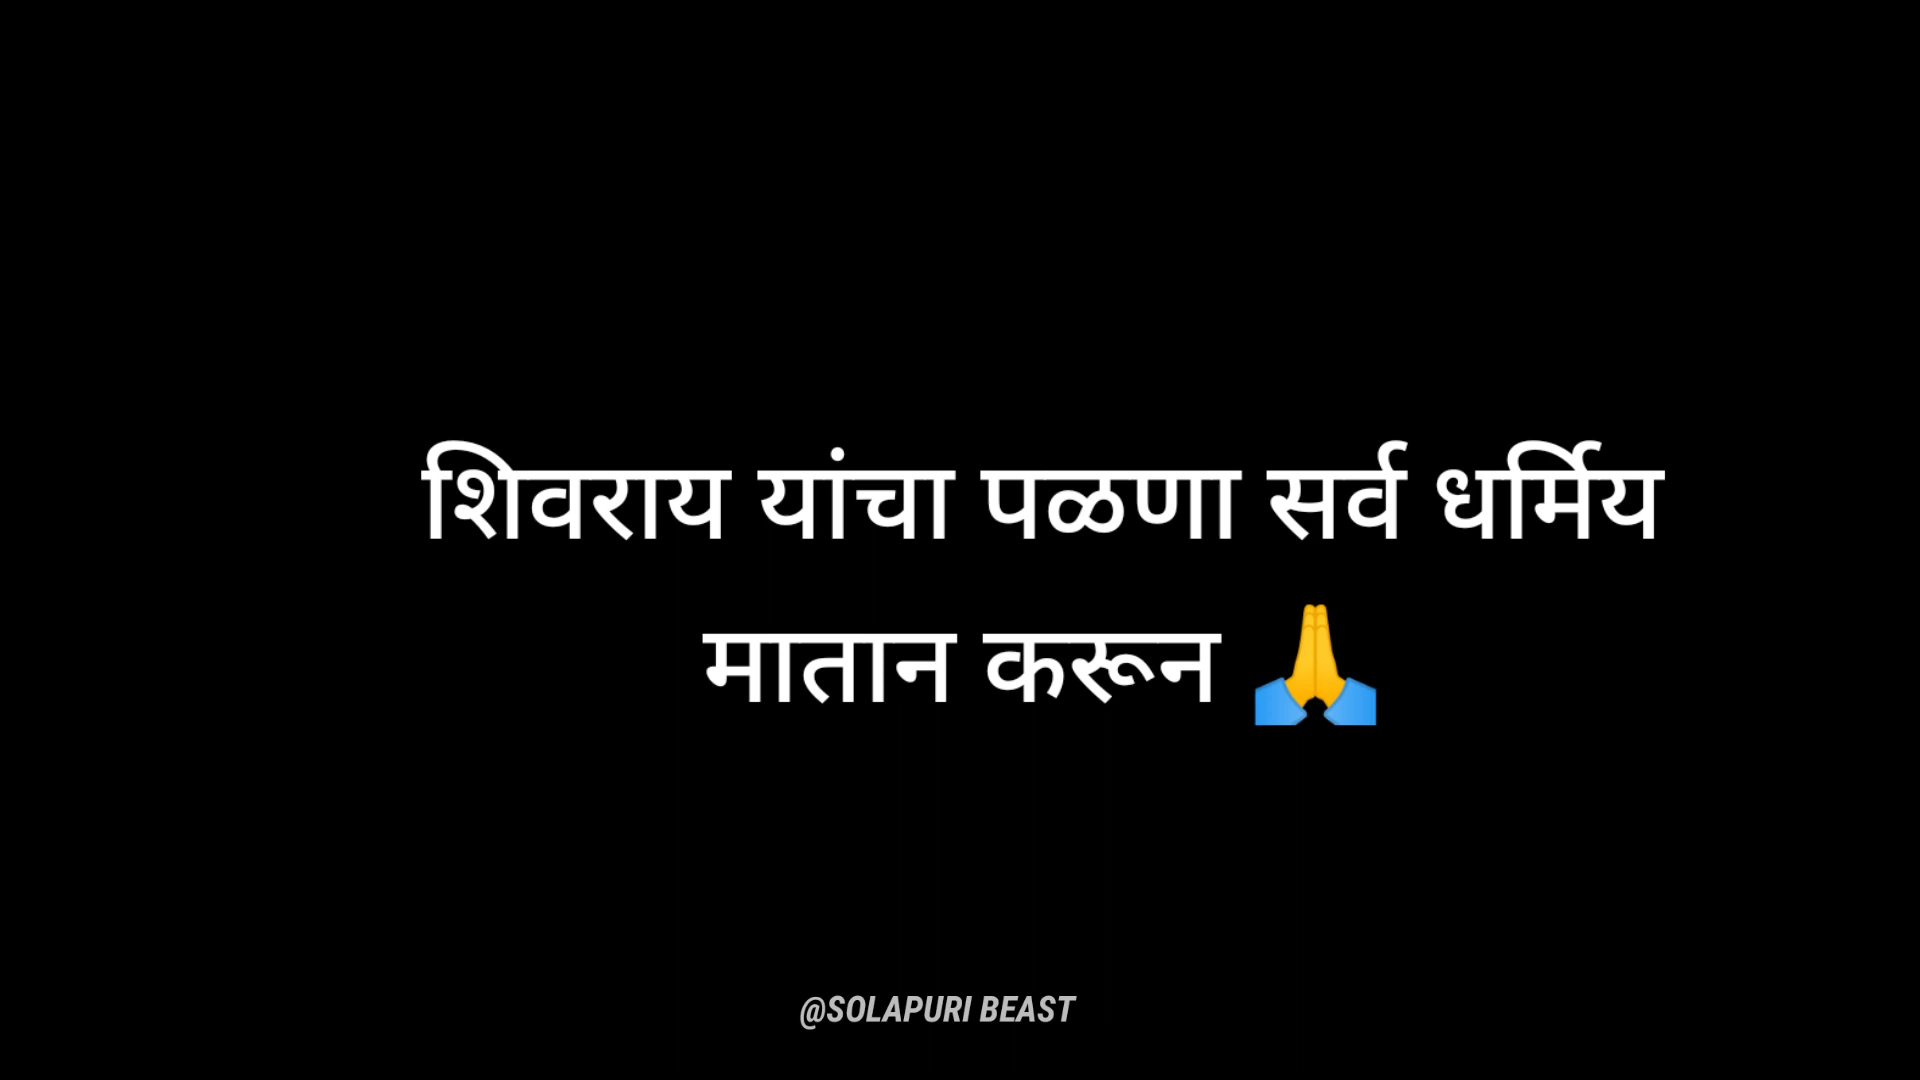 शिवराय यांचा पळणा सर्व धर्मिय
मातान करून 🙏
@SOLAPURI BEAST